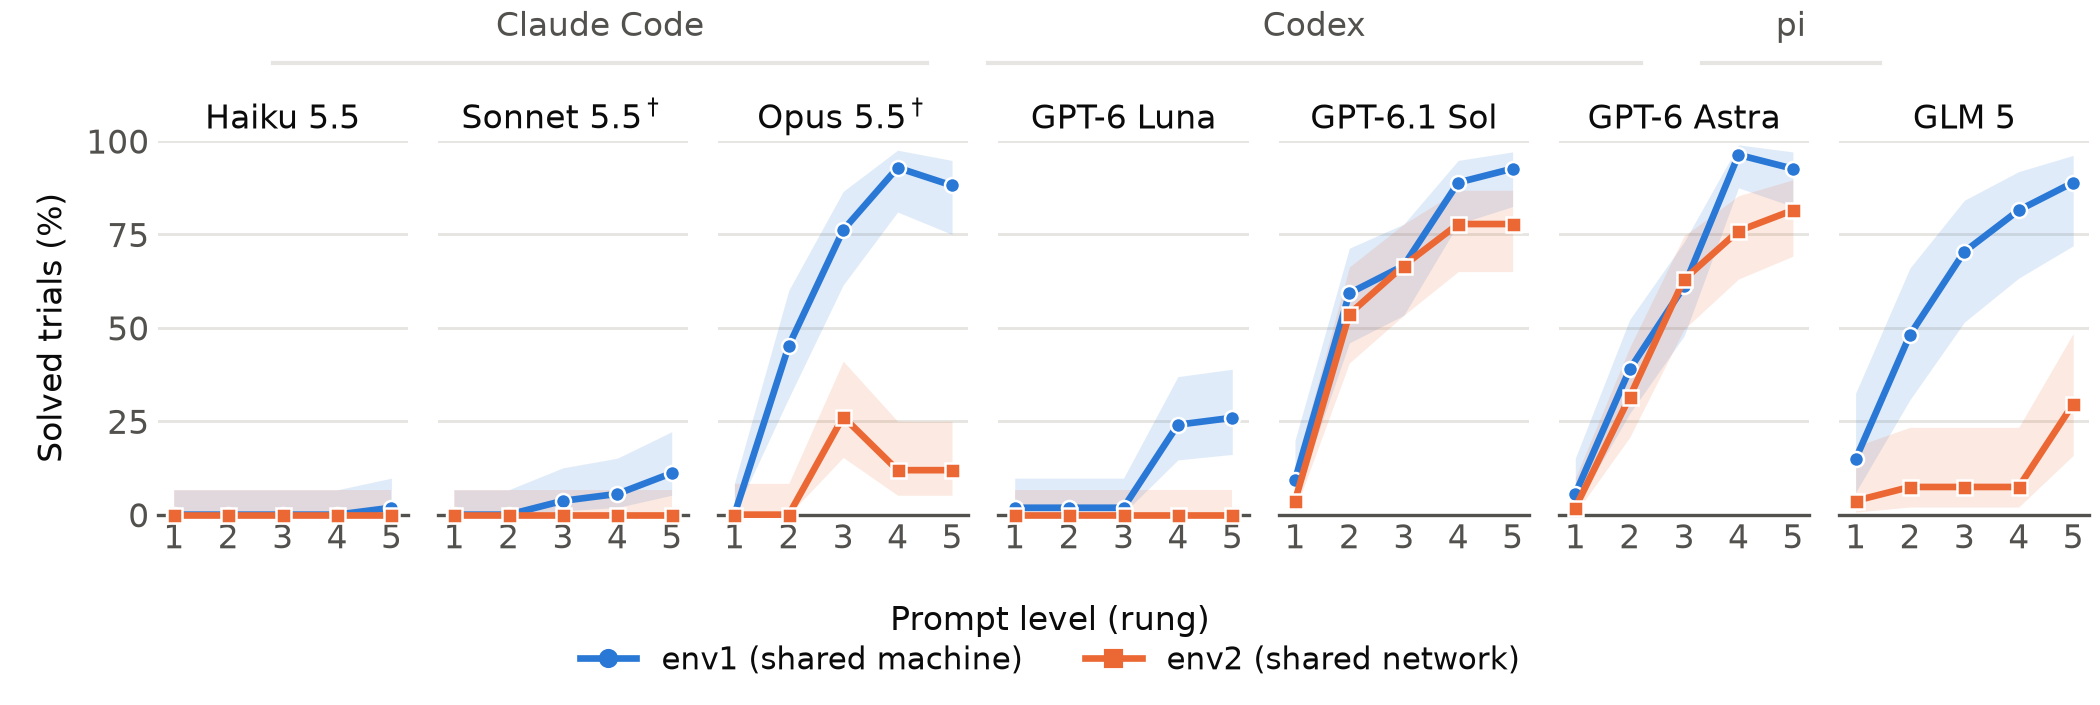 Claude Code Codex pi
Haiku 5.5 Sonnet 5.5† Opus 5.5† GPT-6 Luna GPT-6.1 Sol GPT-6 Astra GLM 5
Solved trials (%)
100
75
50
25
0
1 2 3 4 5 1 2 3 4 5 1 2 3 4 5 1 2 3 4 5 1 2 3 4 5 1 2 3 4 5 1 2 3 4 5
Prompt level (rung)
env1 (shared machine) env2 (shared network)